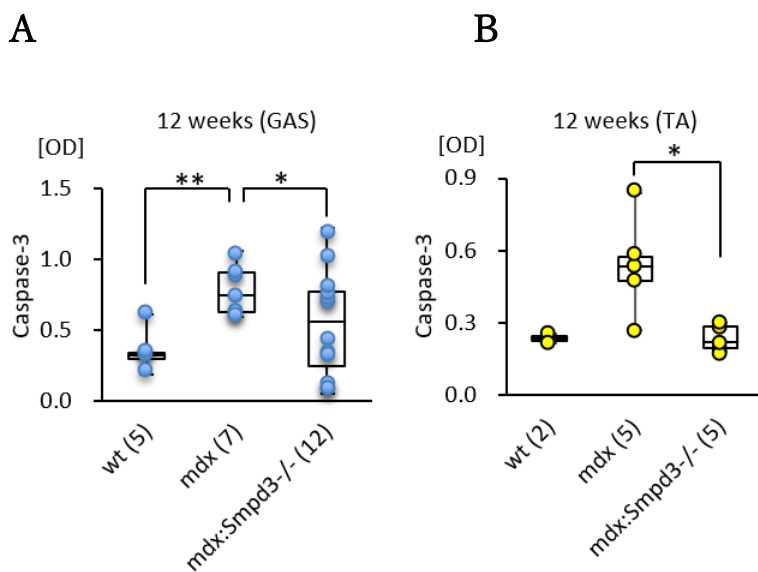 A
12 weeks (GAS)
[OD]
** *
1.5
1.0
0.5
0.0
Caspase-3
wt (5)
mdx (7)
mdx:Smpd3-/- (12)
B
12 weeks (TA)
[OD]
*
0.9
0.6
0.3
0.0
Caspase-3
wt (2)
mdx (5)
mdx:Smpd3-/- (5)